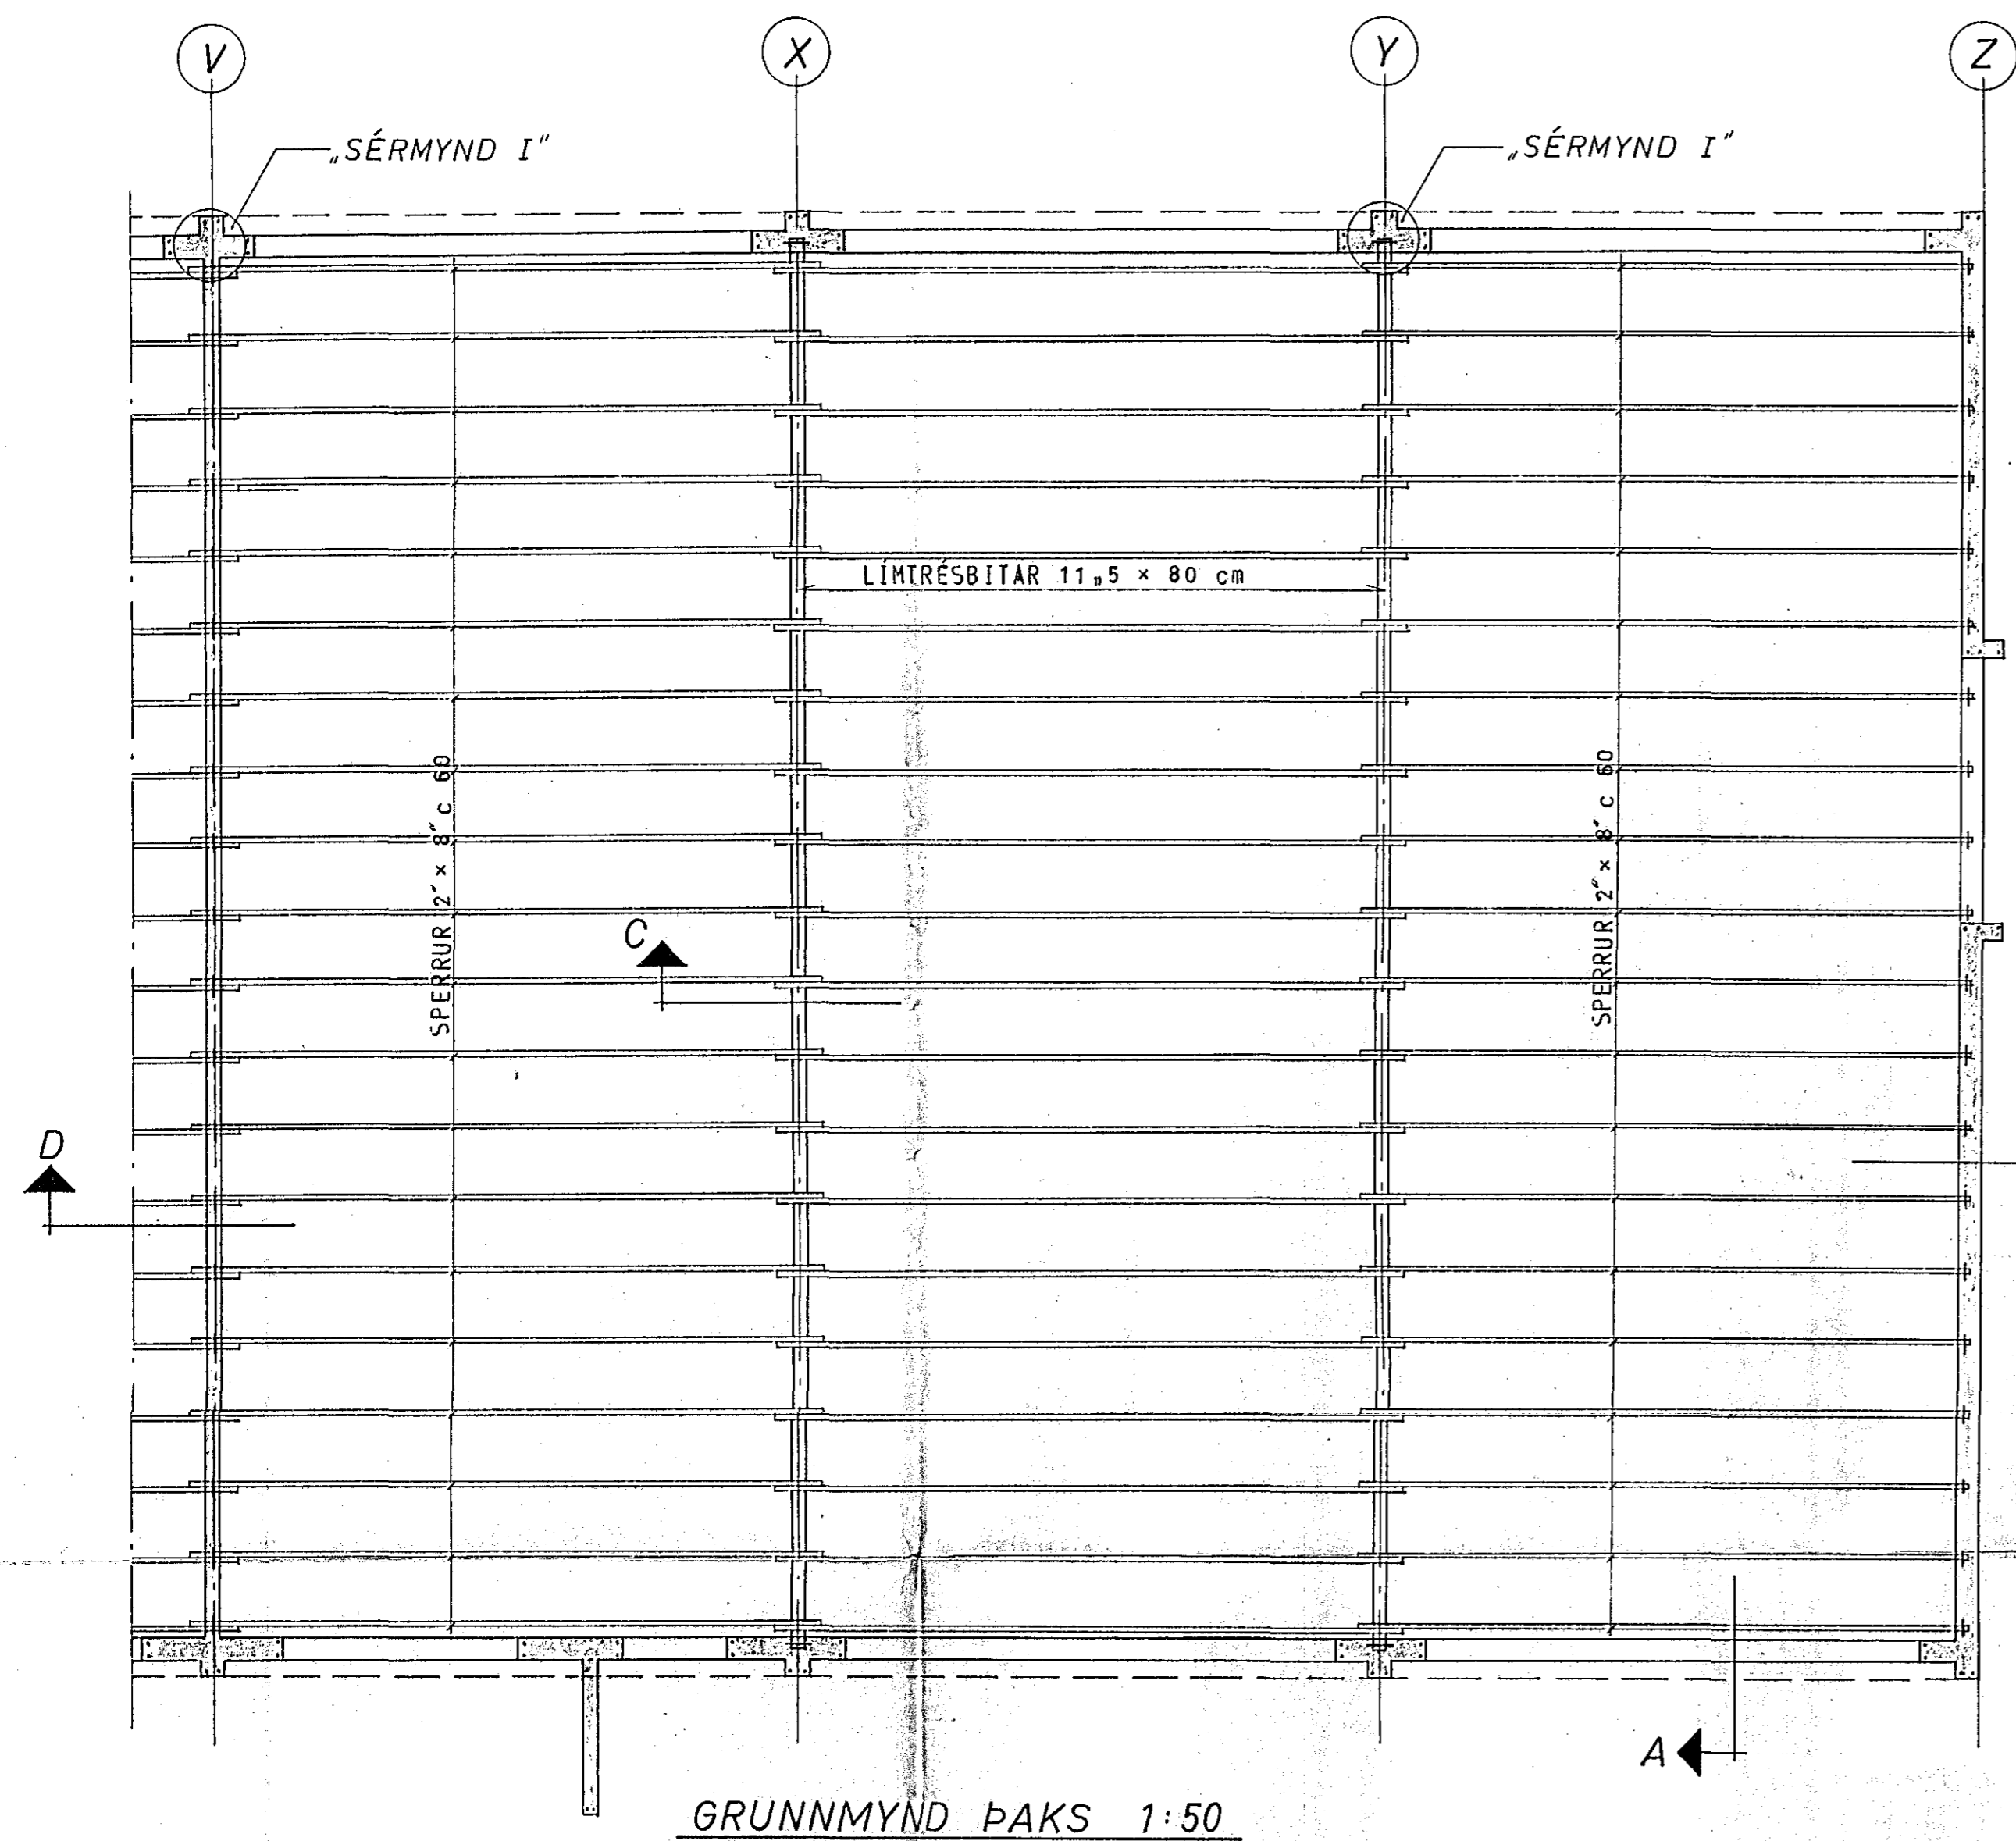 V
X
Y
Z
„SÉRMYND I“
„SÉRMYND I“
LÍMTRÉSBITAR 11„5 × 80 cm
SPERRUR 2″ × 8″ c 60
SPERRUR 2″ × 8″ c 60
C
D
A
GRUNNMYND ÞAKS 1:50